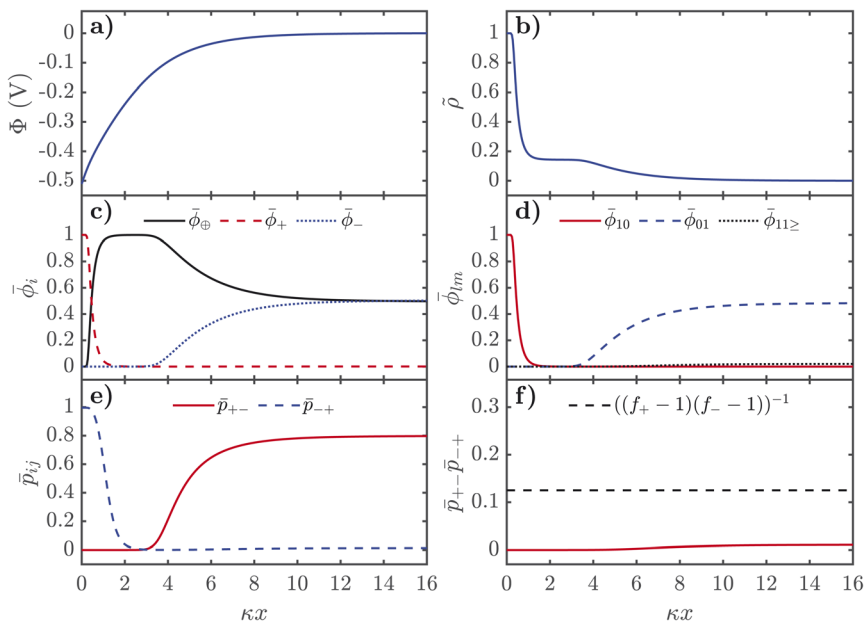 a)
0
-0.1
-0.2
-0.3
-0.4
-0.5
Φ (V)
b)
1
0.8
0.6
0.4
0.2
0
ρ̃
c)
ϕ̄⊕ ϕ̄₊ ϕ̄₋
1
0.8
0.6
0.4
0.2
0
ϕ̄ᵢ
d)
ϕ̄₁₀ ϕ̄₀₁ ϕ̄₁₁≥
1
0.8
0.6
0.4
0.2
0
ϕ̄ₗₘ
e)
p̄₊₋ p̄₋₊
1
0.8
0.6
0.4
0.2
0
p̄ᵢⱼ
0 2 4 6 8 10 12 14 16
κx
f)
((f₊ − 1)(f₋ − 1))⁻¹
0.3
0.2
0.1
0
p̄₊₋p̄₋₊
0 2 4 6 8 10 12 14 16
κx